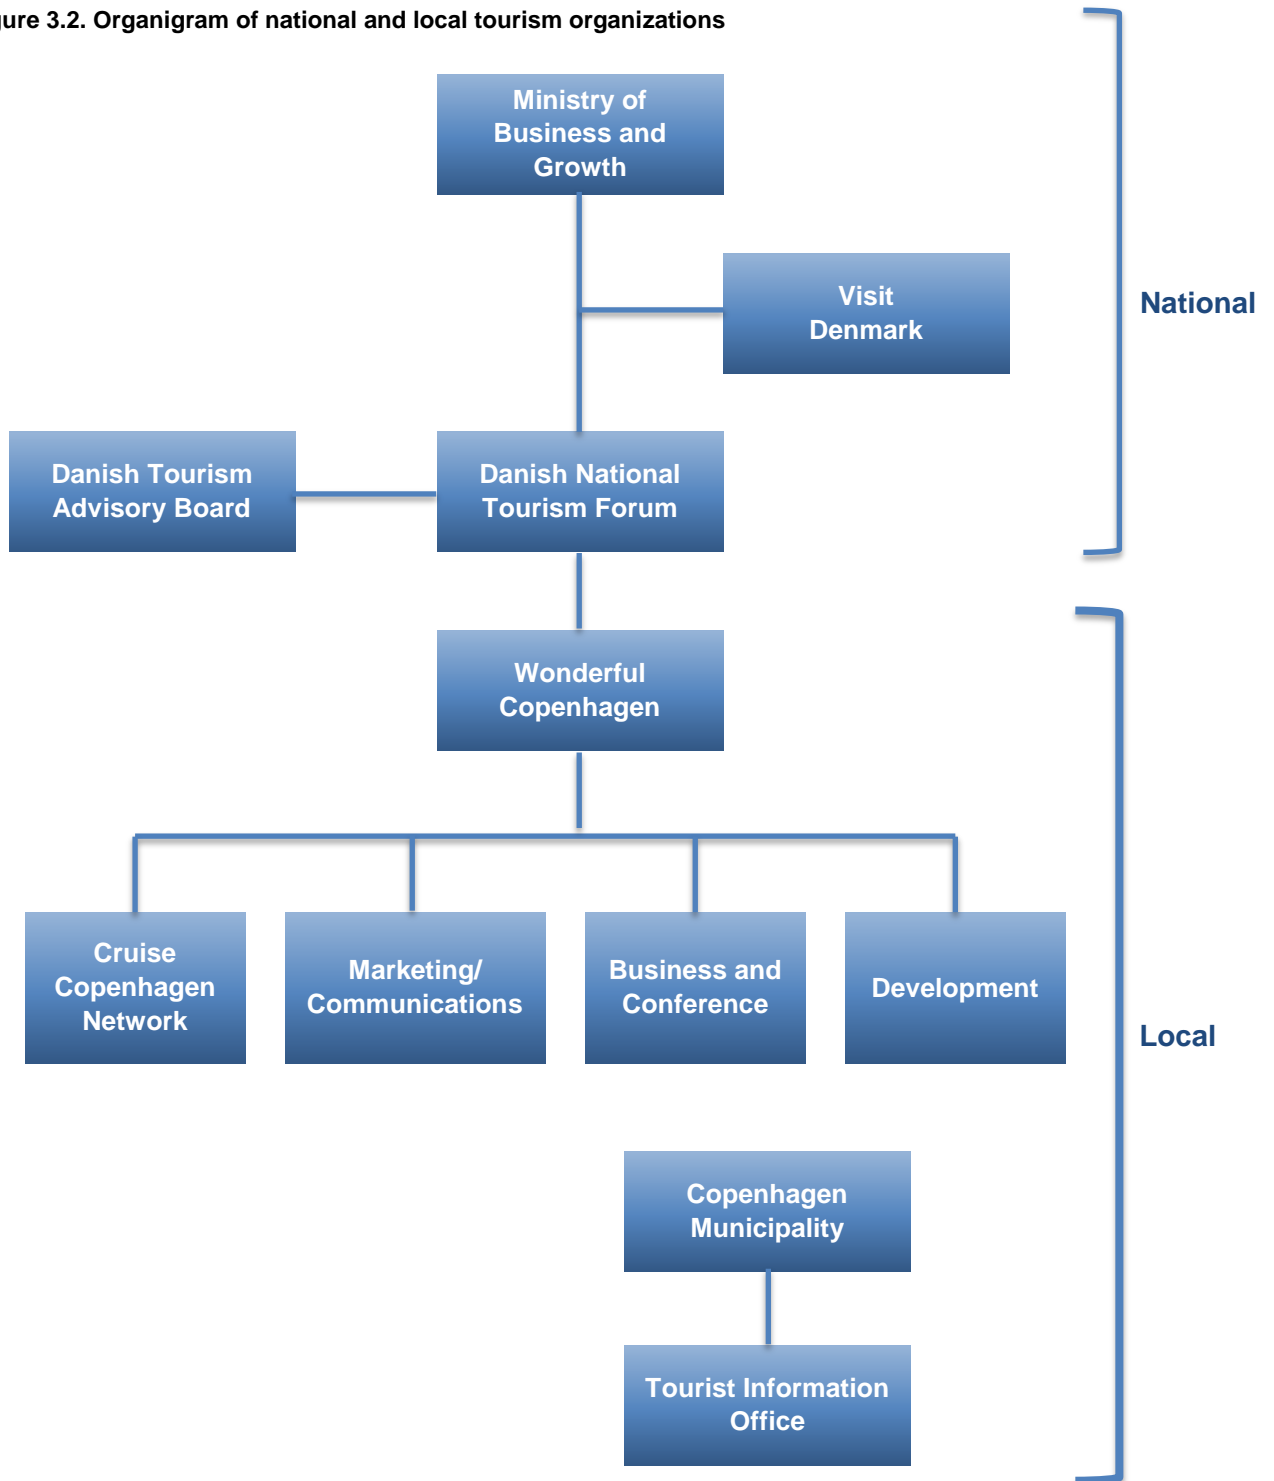 gure 3.2. Organigram of national and local tourism organizations
Ministry of
Business and
Growth
Visit
Denmark
National
Danish Tourism
Advisory Board
Danish National
Tourism Forum
Wonderful
Copenhagen
Cruise
Copenhagen
Network
Marketing/
Communications
Business and
Conference
Development
Local
Copenhagen
Municipality
Tourist Information
Office